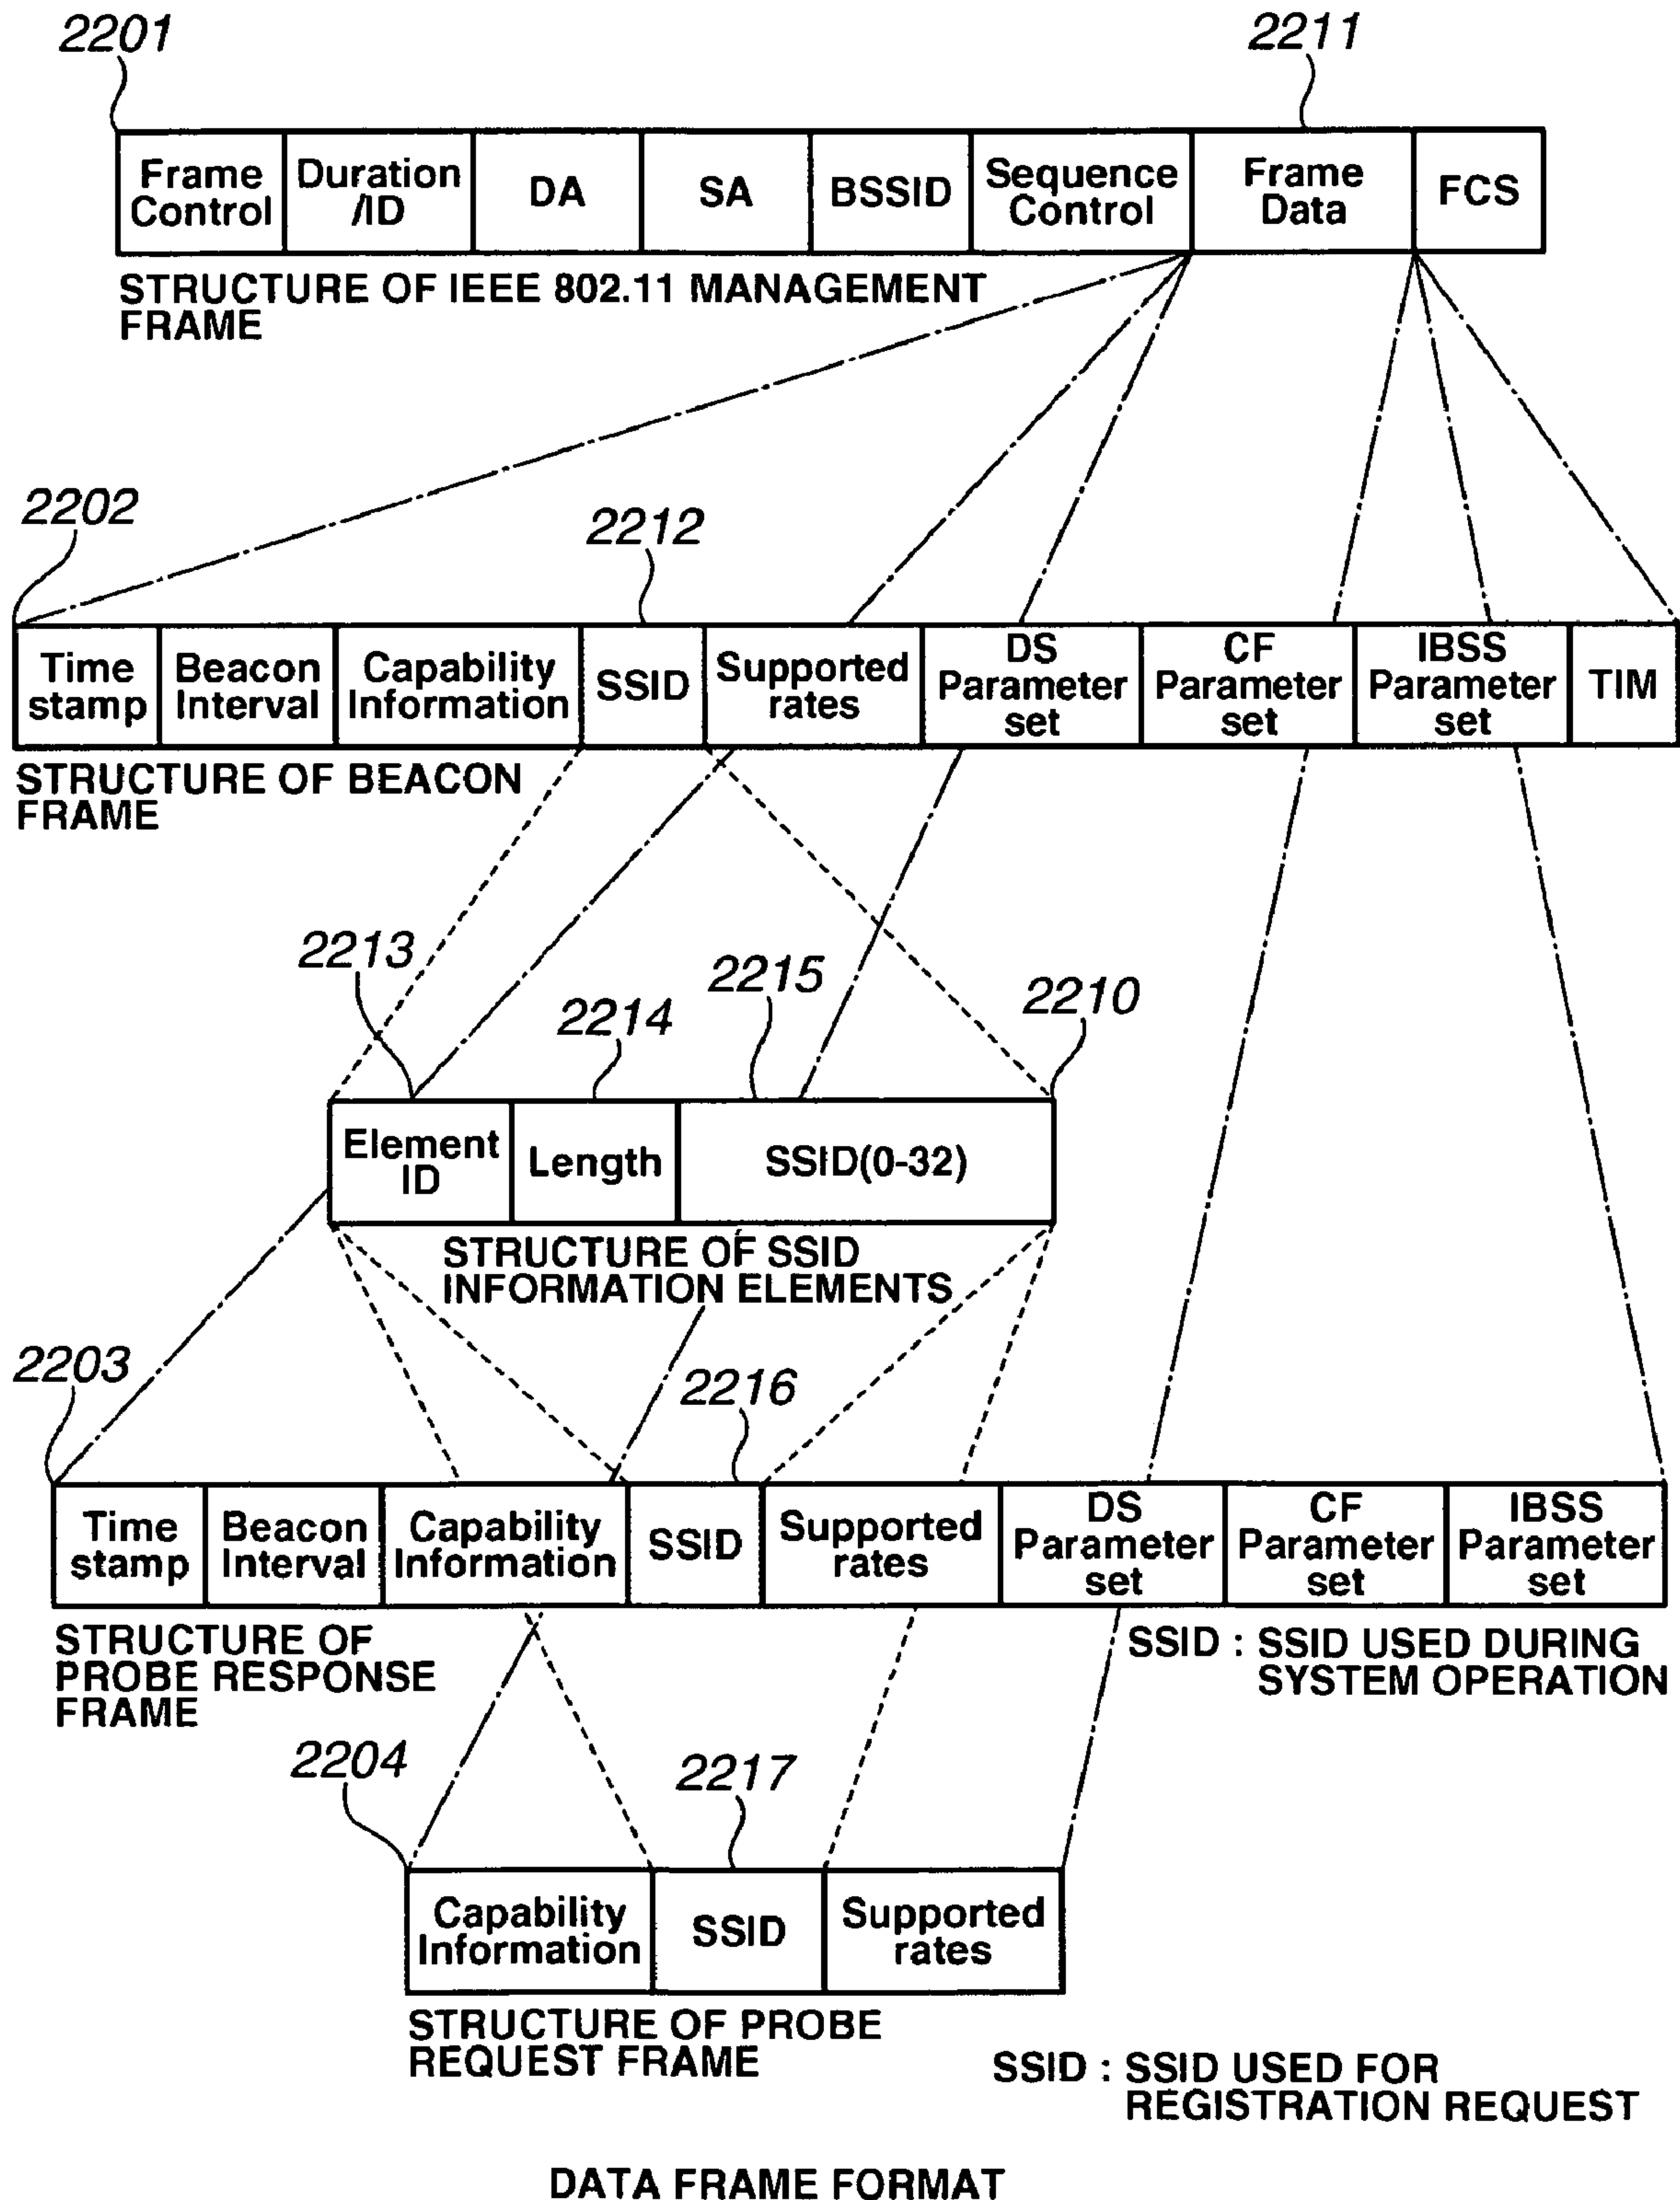 2201
2211
Frame Control
Duration /ID
DA
SA
BSSID
Sequence Control
Frame Data
FCS
STRUCTURE OF IEEE 802.11 MANAGEMENT
FRAME
2202
2212
Time stamp
Beacon Interval
Capability Information
SSID
Supported rates
DS Parameter set
CF Parameter set
IBSS Parameter set
TIM
STRUCTURE OF BEACON
FRAME
2213
2214
2215
2210
Element ID
Length
SSID(0-32)
STRUCTURE OF SSID
INFORMATION ELEMENTS
2203
2216
Time stamp
Beacon Interval
Capability Information
SSID
Supported rates
DS Parameter set
CF Parameter set
IBSS Parameter set
STRUCTURE OF
PROBE RESPONSE
FRAME
SSID : SSID USED DURING
SYSTEM OPERATION
2204
2217
Capability Information
SSID
Supported rates
STRUCTURE OF PROBE
REQUEST FRAME
SSID : SSID USED FOR
REGISTRATION REQUEST
DATA FRAME FORMAT